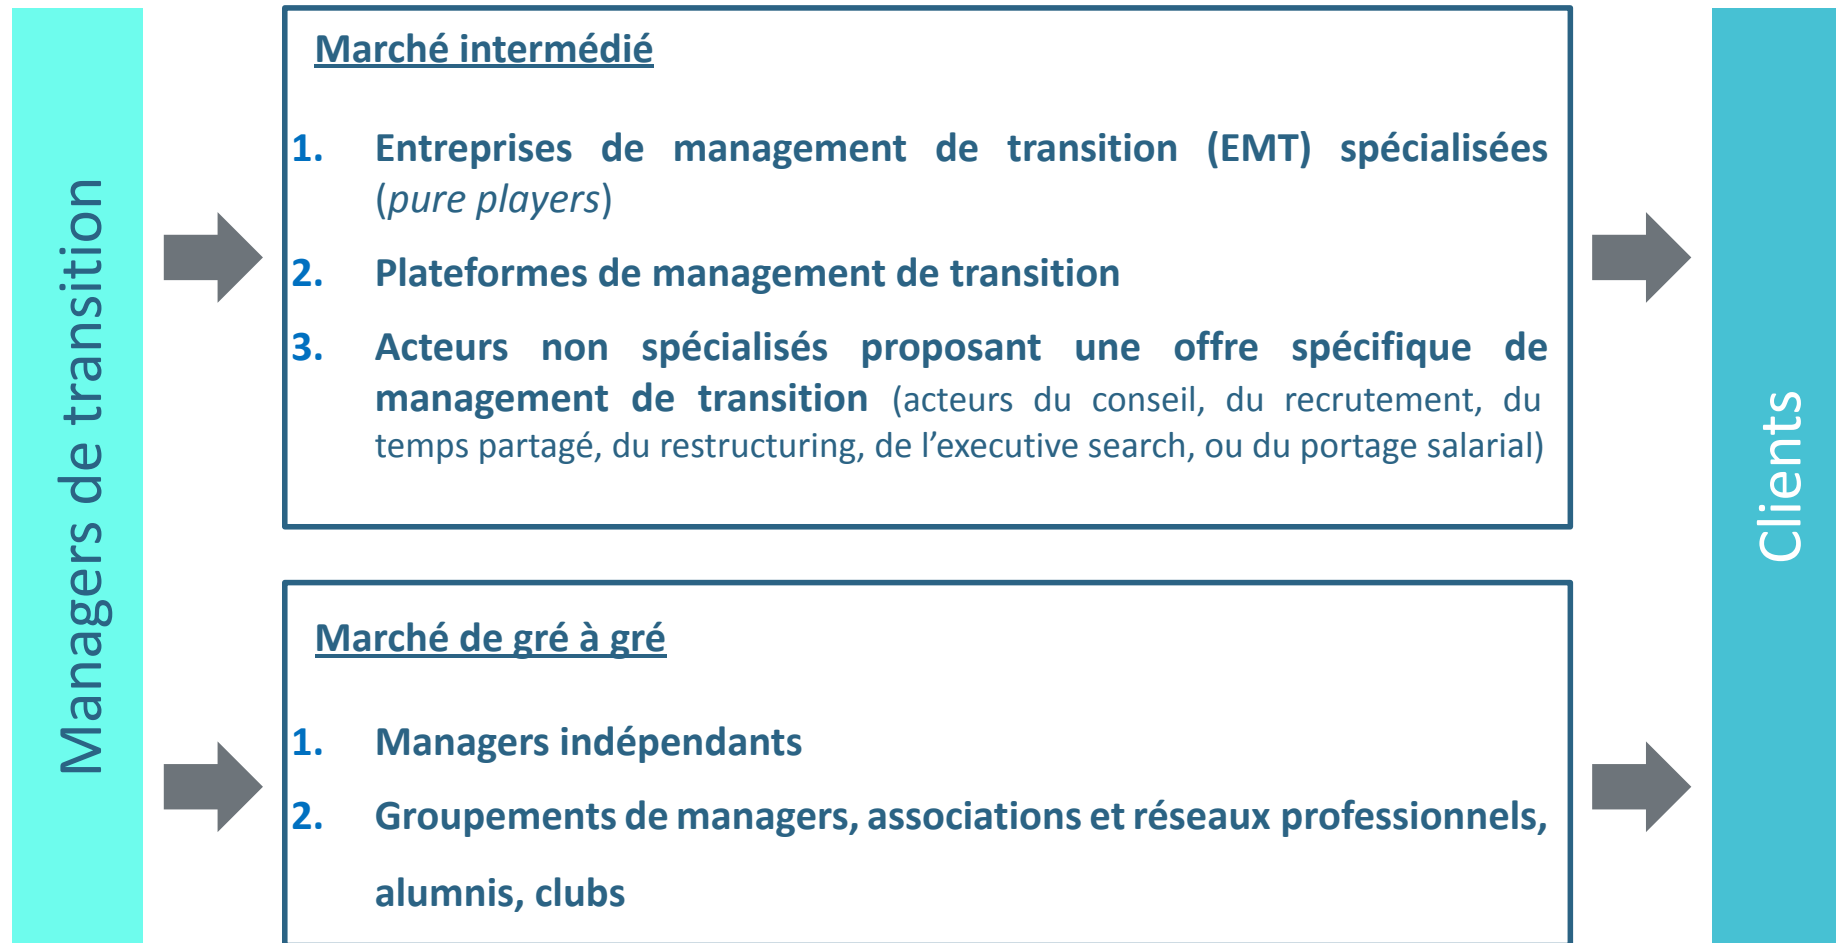 Managers de transition
Marché intermédié
1. Entreprises de management de transition (EMT) spécialisées
(pure players)
2. Plateformes de management de transition
3. Acteurs non spécialisés proposant une offre spécifique de
management de transition (acteurs du conseil, du recrutement, du
temps partagé, du restructuring, de l’executive search, ou du portage salarial)
Marché de gré à gré
1. Managers indépendants
2. Groupements de managers, associations et réseaux professionnels,
alumnis, clubs
Clients